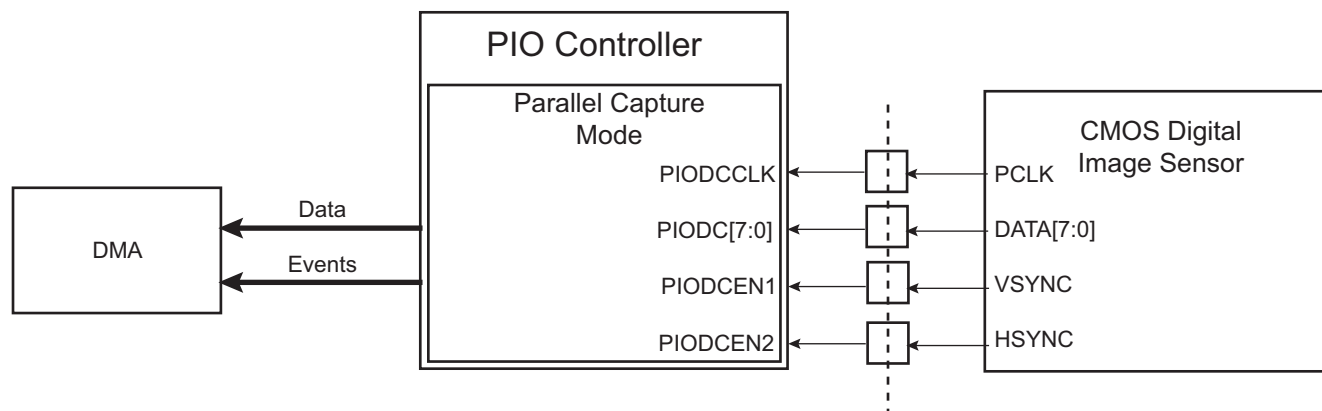 PIO Controller
Parallel Capture
Mode
PIODCCLK
PIODC[7:0]
PIODCEN1
PIODCEN2
Data
Events
DMA
CMOS Digital
Image Sensor
PCLK
DATA[7:0]
VSYNC
HSYNC